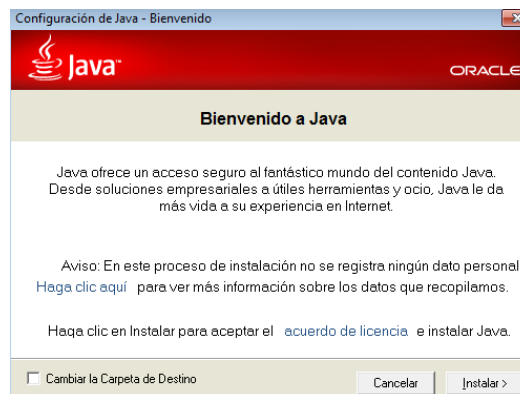 Configuración de Java - Bienvenido
Java™
ORACLE
Bienvenido a Java
Java ofrece un acceso seguro al fantástico mundo del contenido Java.
Desde soluciones empresariales a útiles herramientas y ocio, Java le da
más vida a su experiencia en Internet.
Aviso: En este proceso de instalación no se registra ningún dato personal
Haga clic aquí para ver más información sobre los datos que recopilamos.
Haga clic en Instalar para aceptar el acuerdo de licencia e instalar Java.
Cambiar la Carpeta de Destino
Cancelar
Instalar >